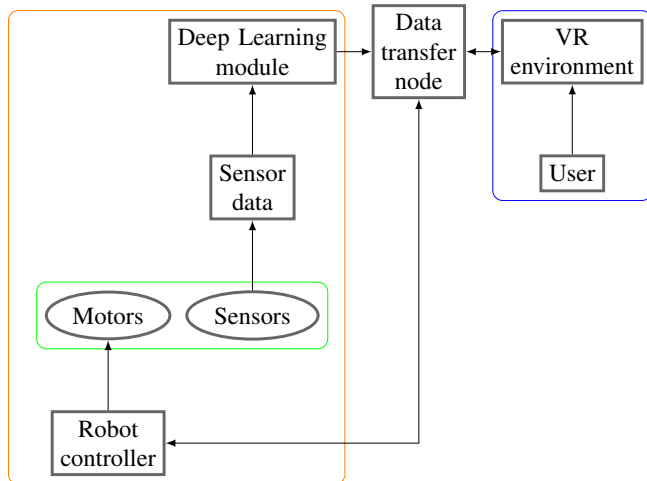 Deep Learning
module
Data
transfer
node
VR
environment
Sensor
data
User
Motors
Sensors
Robot
controller